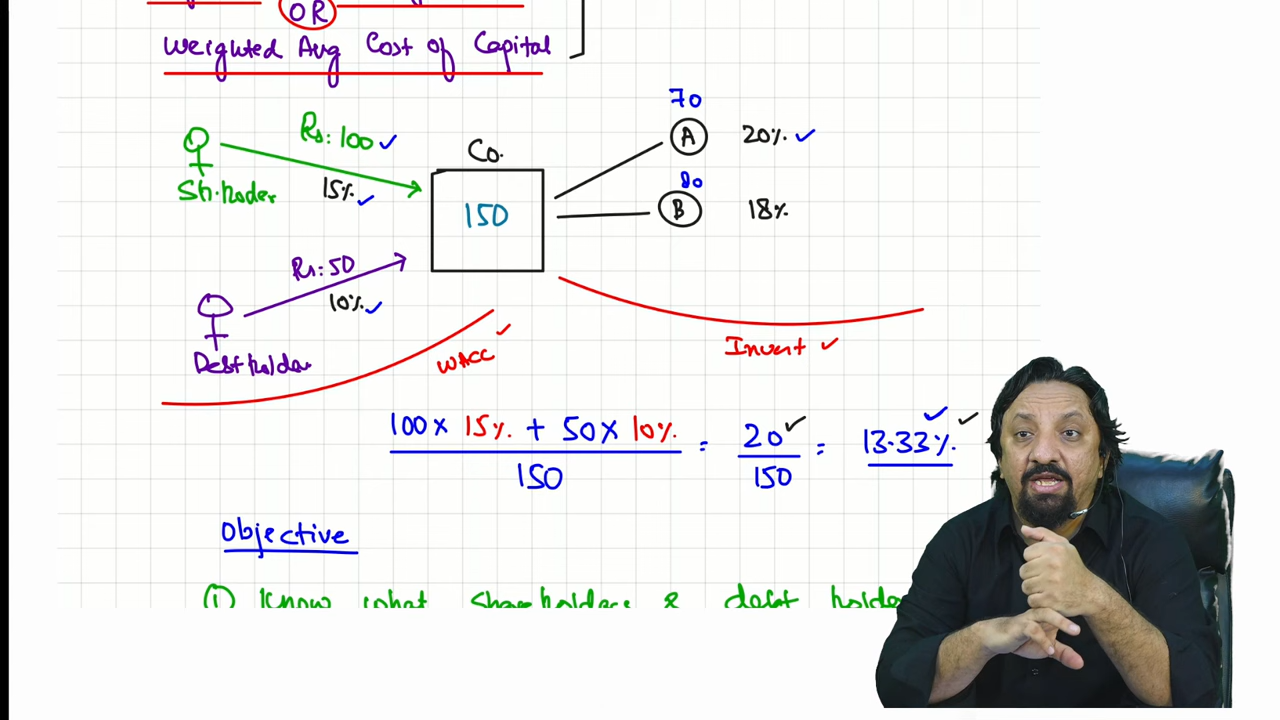 OR
Weighted Avg Cost of Capital
Rs: 100 ✓
15% ✓
Sh.holder
Co.
150
70
A 20% ✓
80
B 18%
Rs: 50
10% ✓
Debt holder
WACC ✓
Invest ✓
100 x 15% + 50 x 10% / 150 = 20 ✓ / 150 = 13.33% ✓ ✓
Objective
① Know what shareholders & debt holde